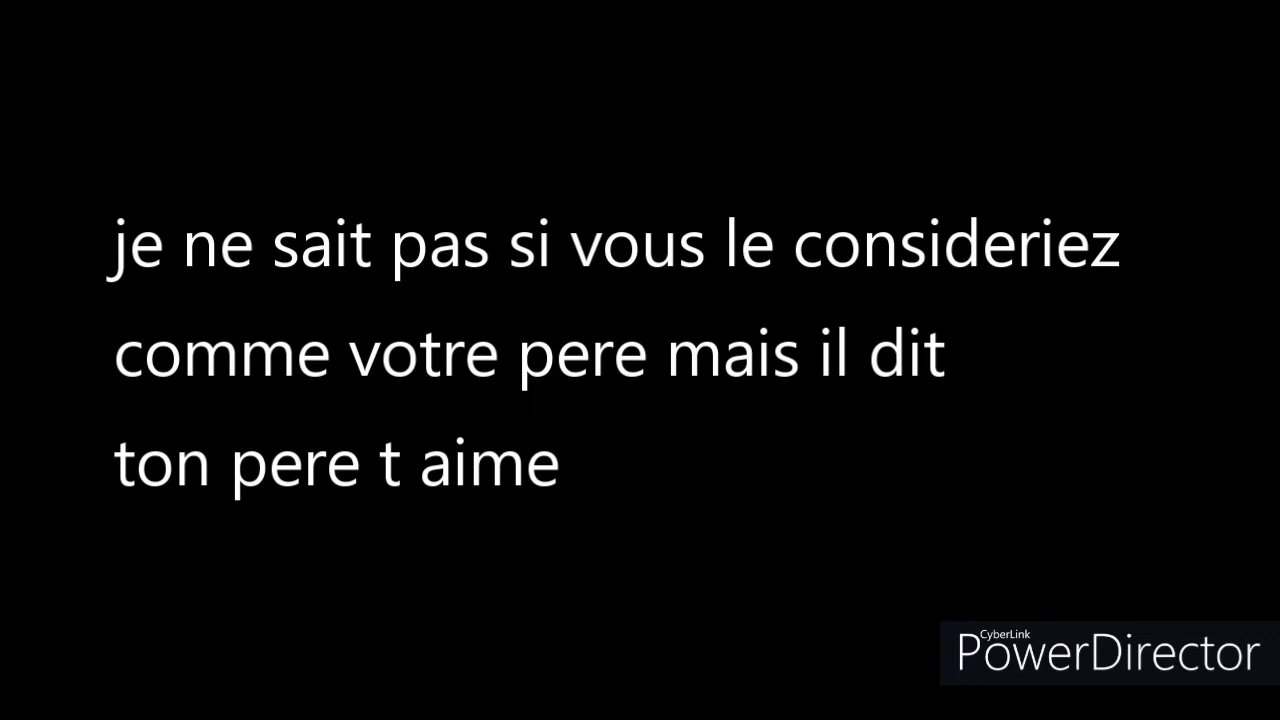 je ne sait pas si vous le consideriez
comme votre pere mais il dit
ton pere t aime
CyberLink
PowerDirector